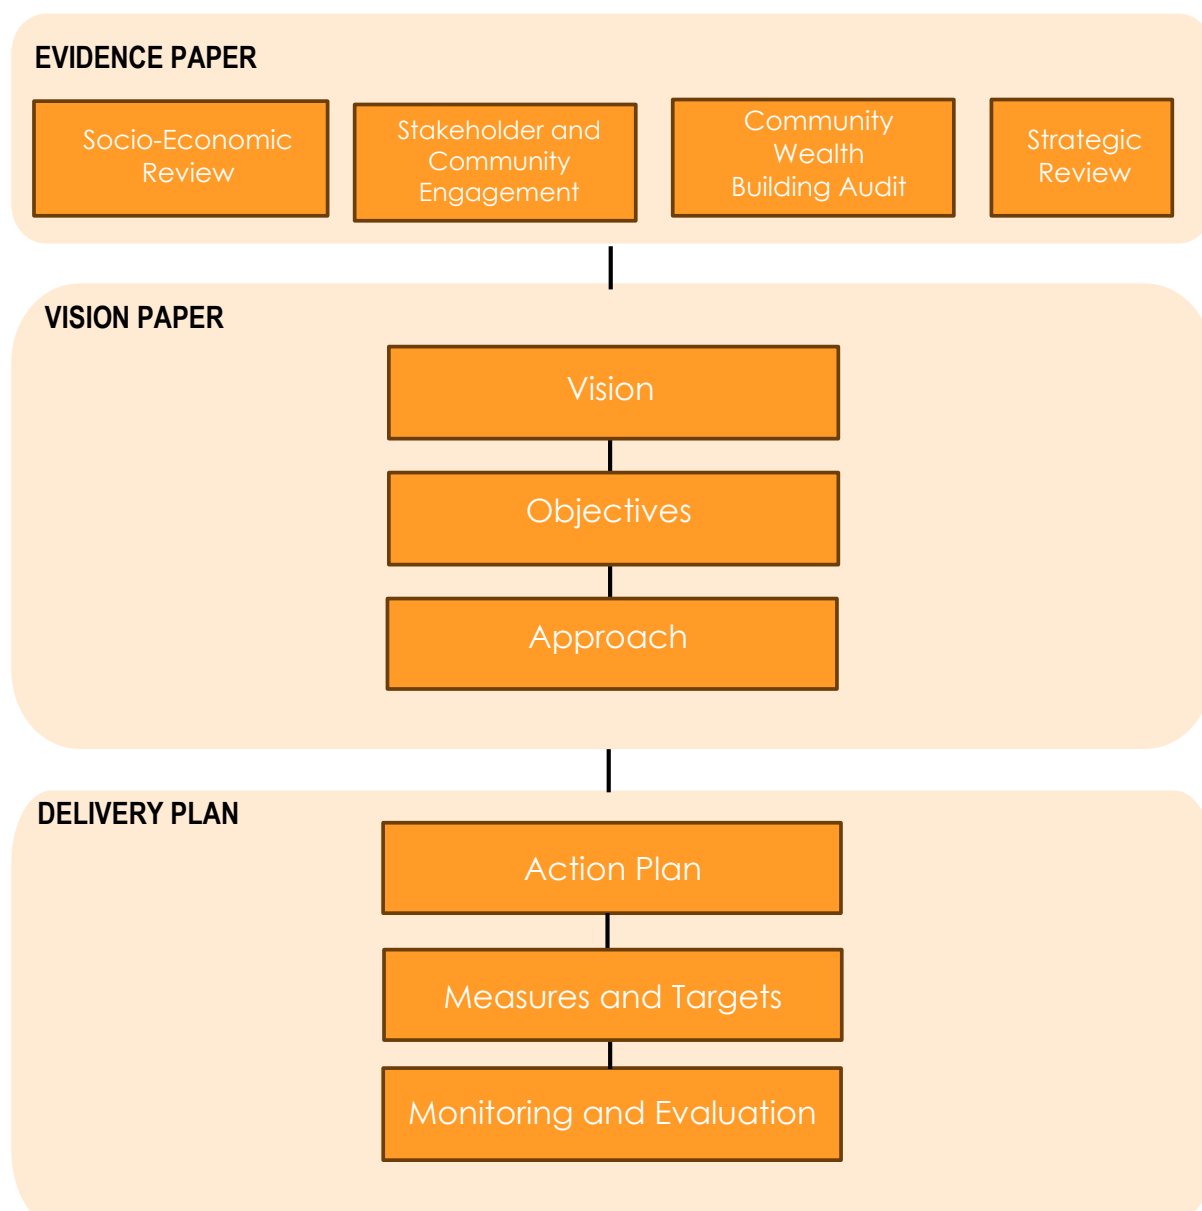 EVIDENCE PAPER
Socio-Economic
Review
Stakeholder and
Community
Engagement
Community
Wealth
Building Audit
Strategic
Review
VISION PAPER
Vision
Objectives
Approach
DELIVERY PLAN
Action Plan
Measures and Targets
Monitoring and Evaluation